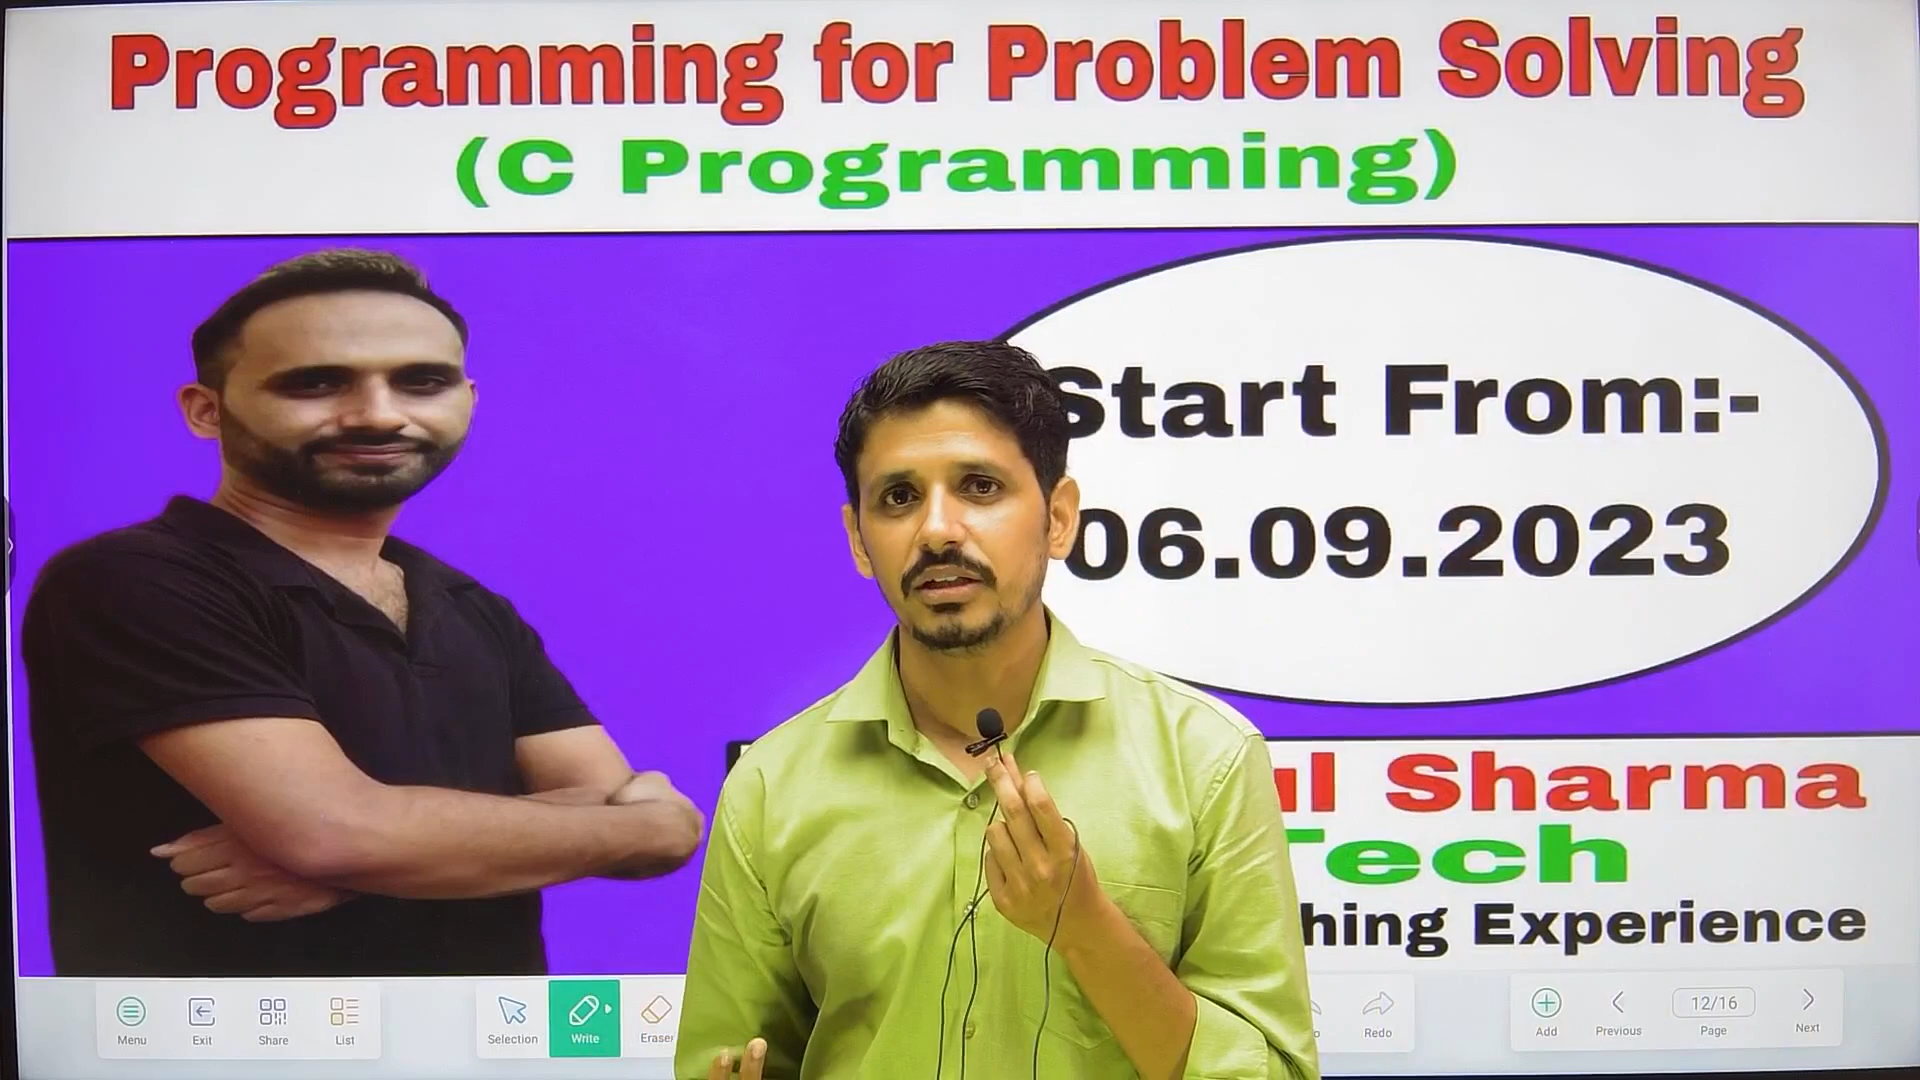 Programming for Problem Solving
(C Programming)
Start From:-
06.09.2023
Sharma
Tech
Experience
Menu
Exit
Share
List
Selection
Write
Eraser
Redo
Add
Previous
12/16
Page
Next